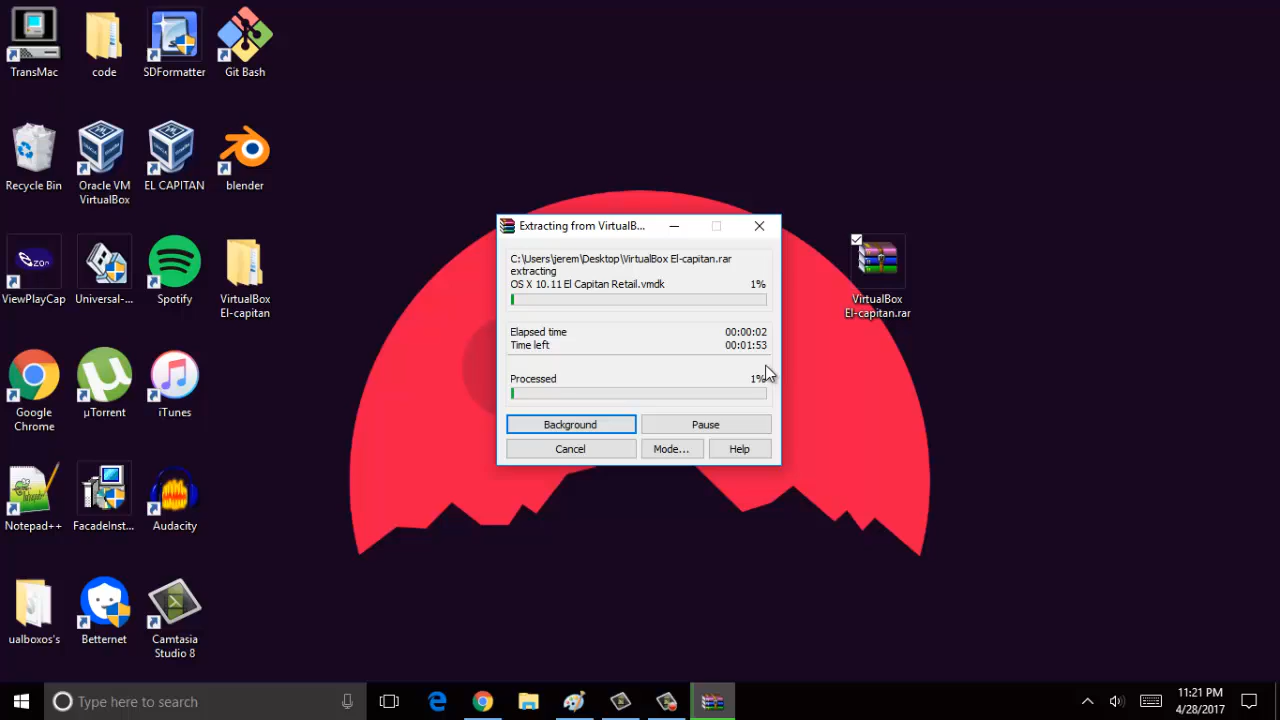 TransMac
code
SDFormatter
Git Bash
Recycle Bin
Oracle VM
VirtualBox
EL CAPITAN
blender
ezon
ViewPlayCap
Universal-...
Spotify
VirtualBox
El-capitan
Google
Chrome
µTorrent
iTunes
Notepad++
FacadeInst...
Audacity
ualboxos's
Betternet
Camtasia
Studio 8
VirtualBox
El-capitan.rar
Extracting from VirtualB...
C:\Users\jerem\Desktop\VirtualBox El-capitan.rar
extracting
OS X 10.11 El Capitan Retail.vmdk 1%
Elapsed time 00:00:02
Time left 00:01:53
Processed 1%
Background
Pause
Cancel
Mode...
Help
Type here to search
11:21 PM
4/28/2017